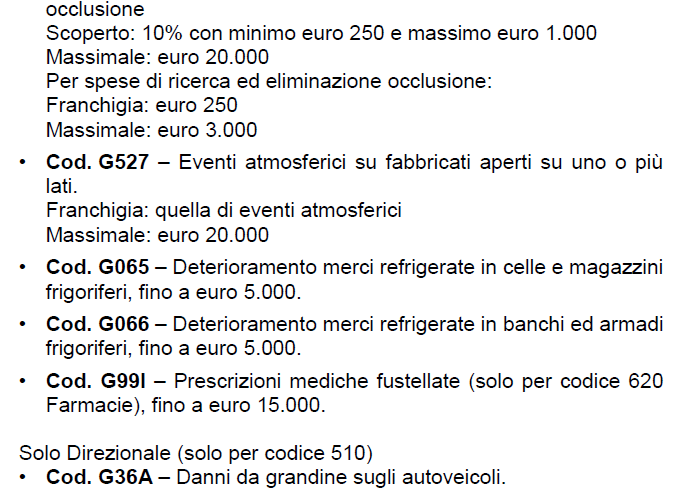 occlusione
Scoperto: 10% con minimo euro 250 e massimo euro 1.000
Massimale: euro 20.000
Per spese di ricerca ed eliminazione occlusione:
Franchigia: euro 250
Massimale: euro 3.000
• Cod. G527 – Eventi atmosferici su fabbricati aperti su uno o più
lati.
Franchigia: quella di eventi atmosferici
Massimale: euro 20.000
• Cod. G065 – Deterioramento merci refrigerate in celle e magazzini
frigoriferi, fino a euro 5.000.
• Cod. G066 – Deterioramento merci refrigerate in banchi ed armadi
frigoriferi, fino a euro 5.000.
• Cod. G99I – Prescrizioni mediche fustellate (solo per codice 620
Farmacie), fino a euro 15.000.
Solo Direzionale (solo per codice 510)
• Cod. G36A – Danni da grandine sugli autoveicoli.